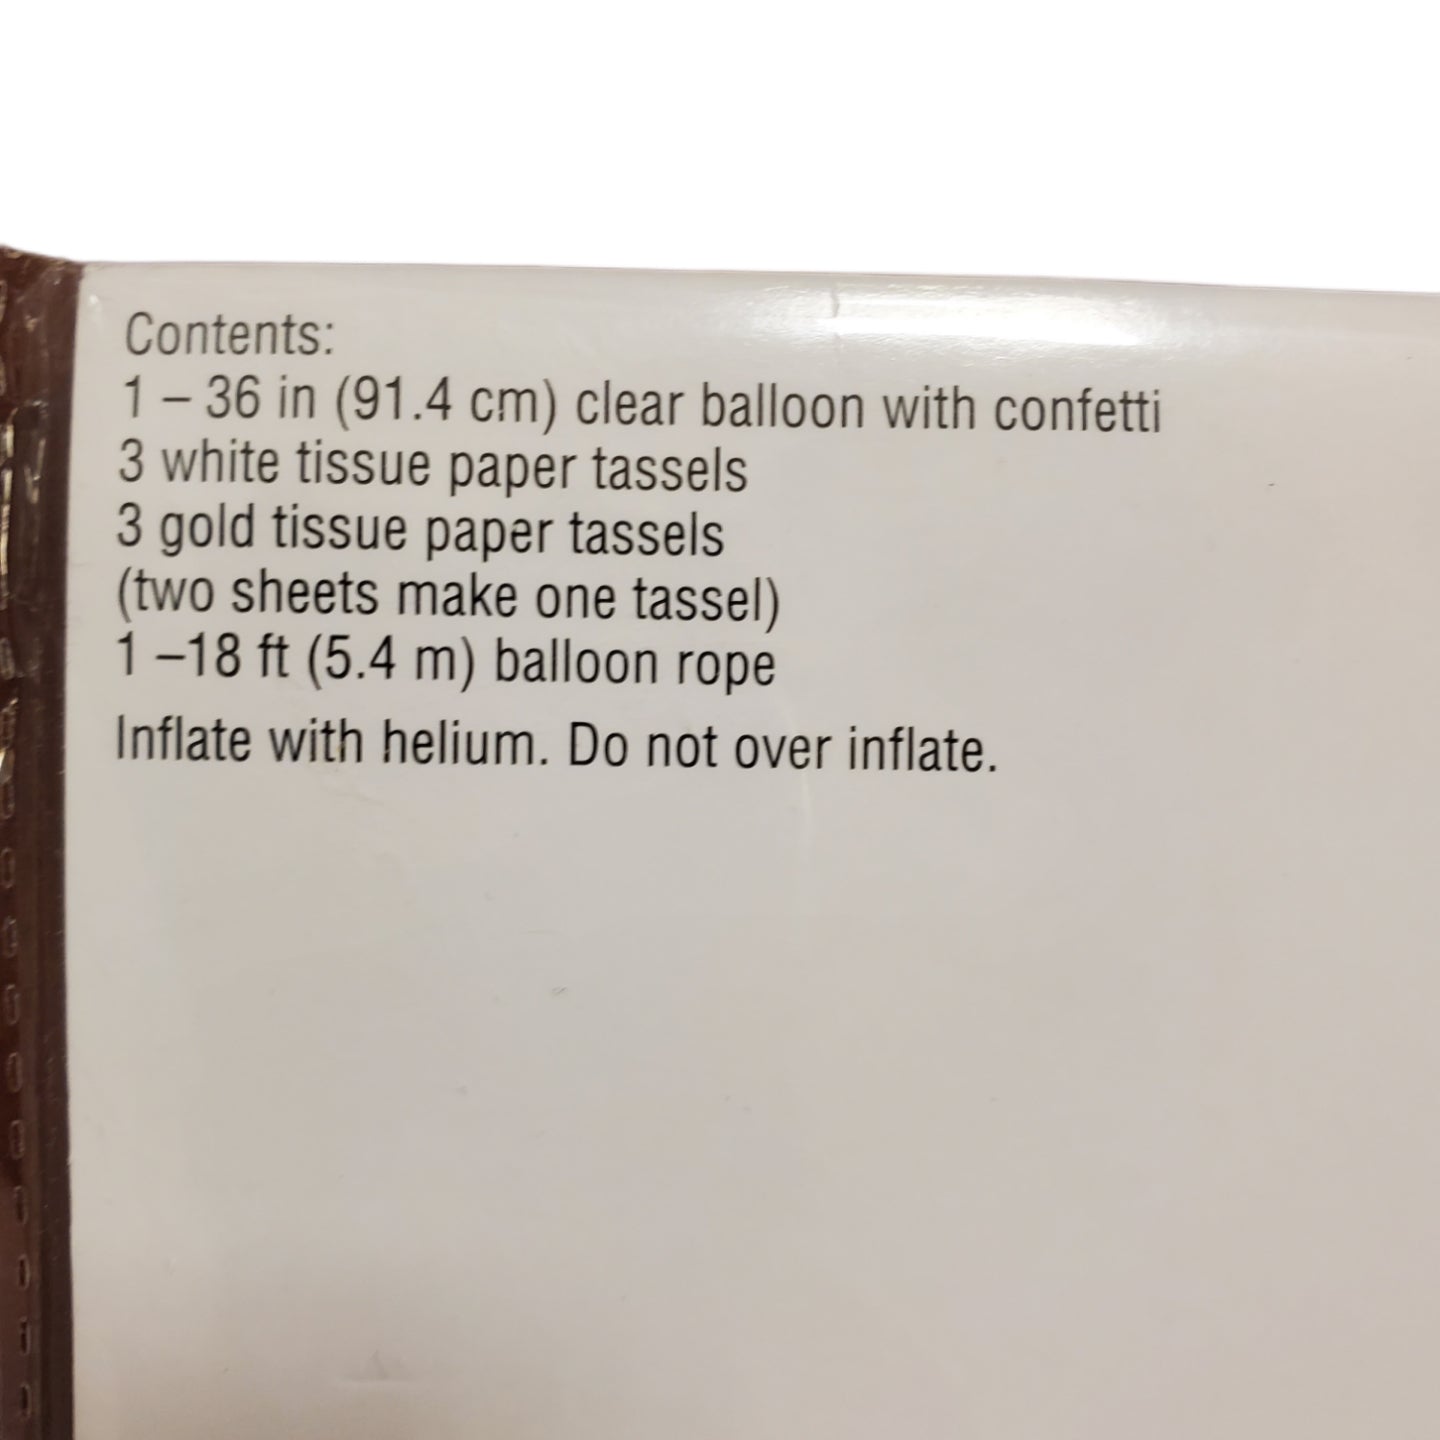 Contents:
1 – 36 in (91.4 cm) clear balloon with confetti
3 white tissue paper tassels
3 gold tissue paper tassels
(two sheets make one tassel)
1 –18 ft (5.4 m) balloon rope
Inflate with helium. Do not over inflate.